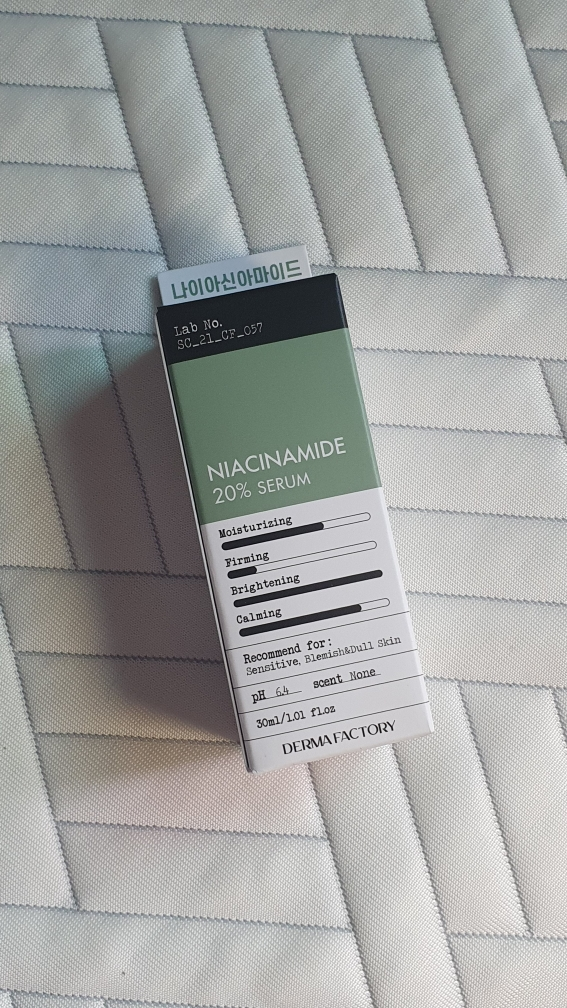 나이아신아마이드
Lab No.
SC_21_CF_057
NIACINAMIDE
20% SERUM
Moisturizing
Firming
Brightening
Calming
Recommend for:
Sensitive, Blemish&Dull Skin
pH 6.4 scent None
30ml/1.01 fl.oz
DERMA FACTORY